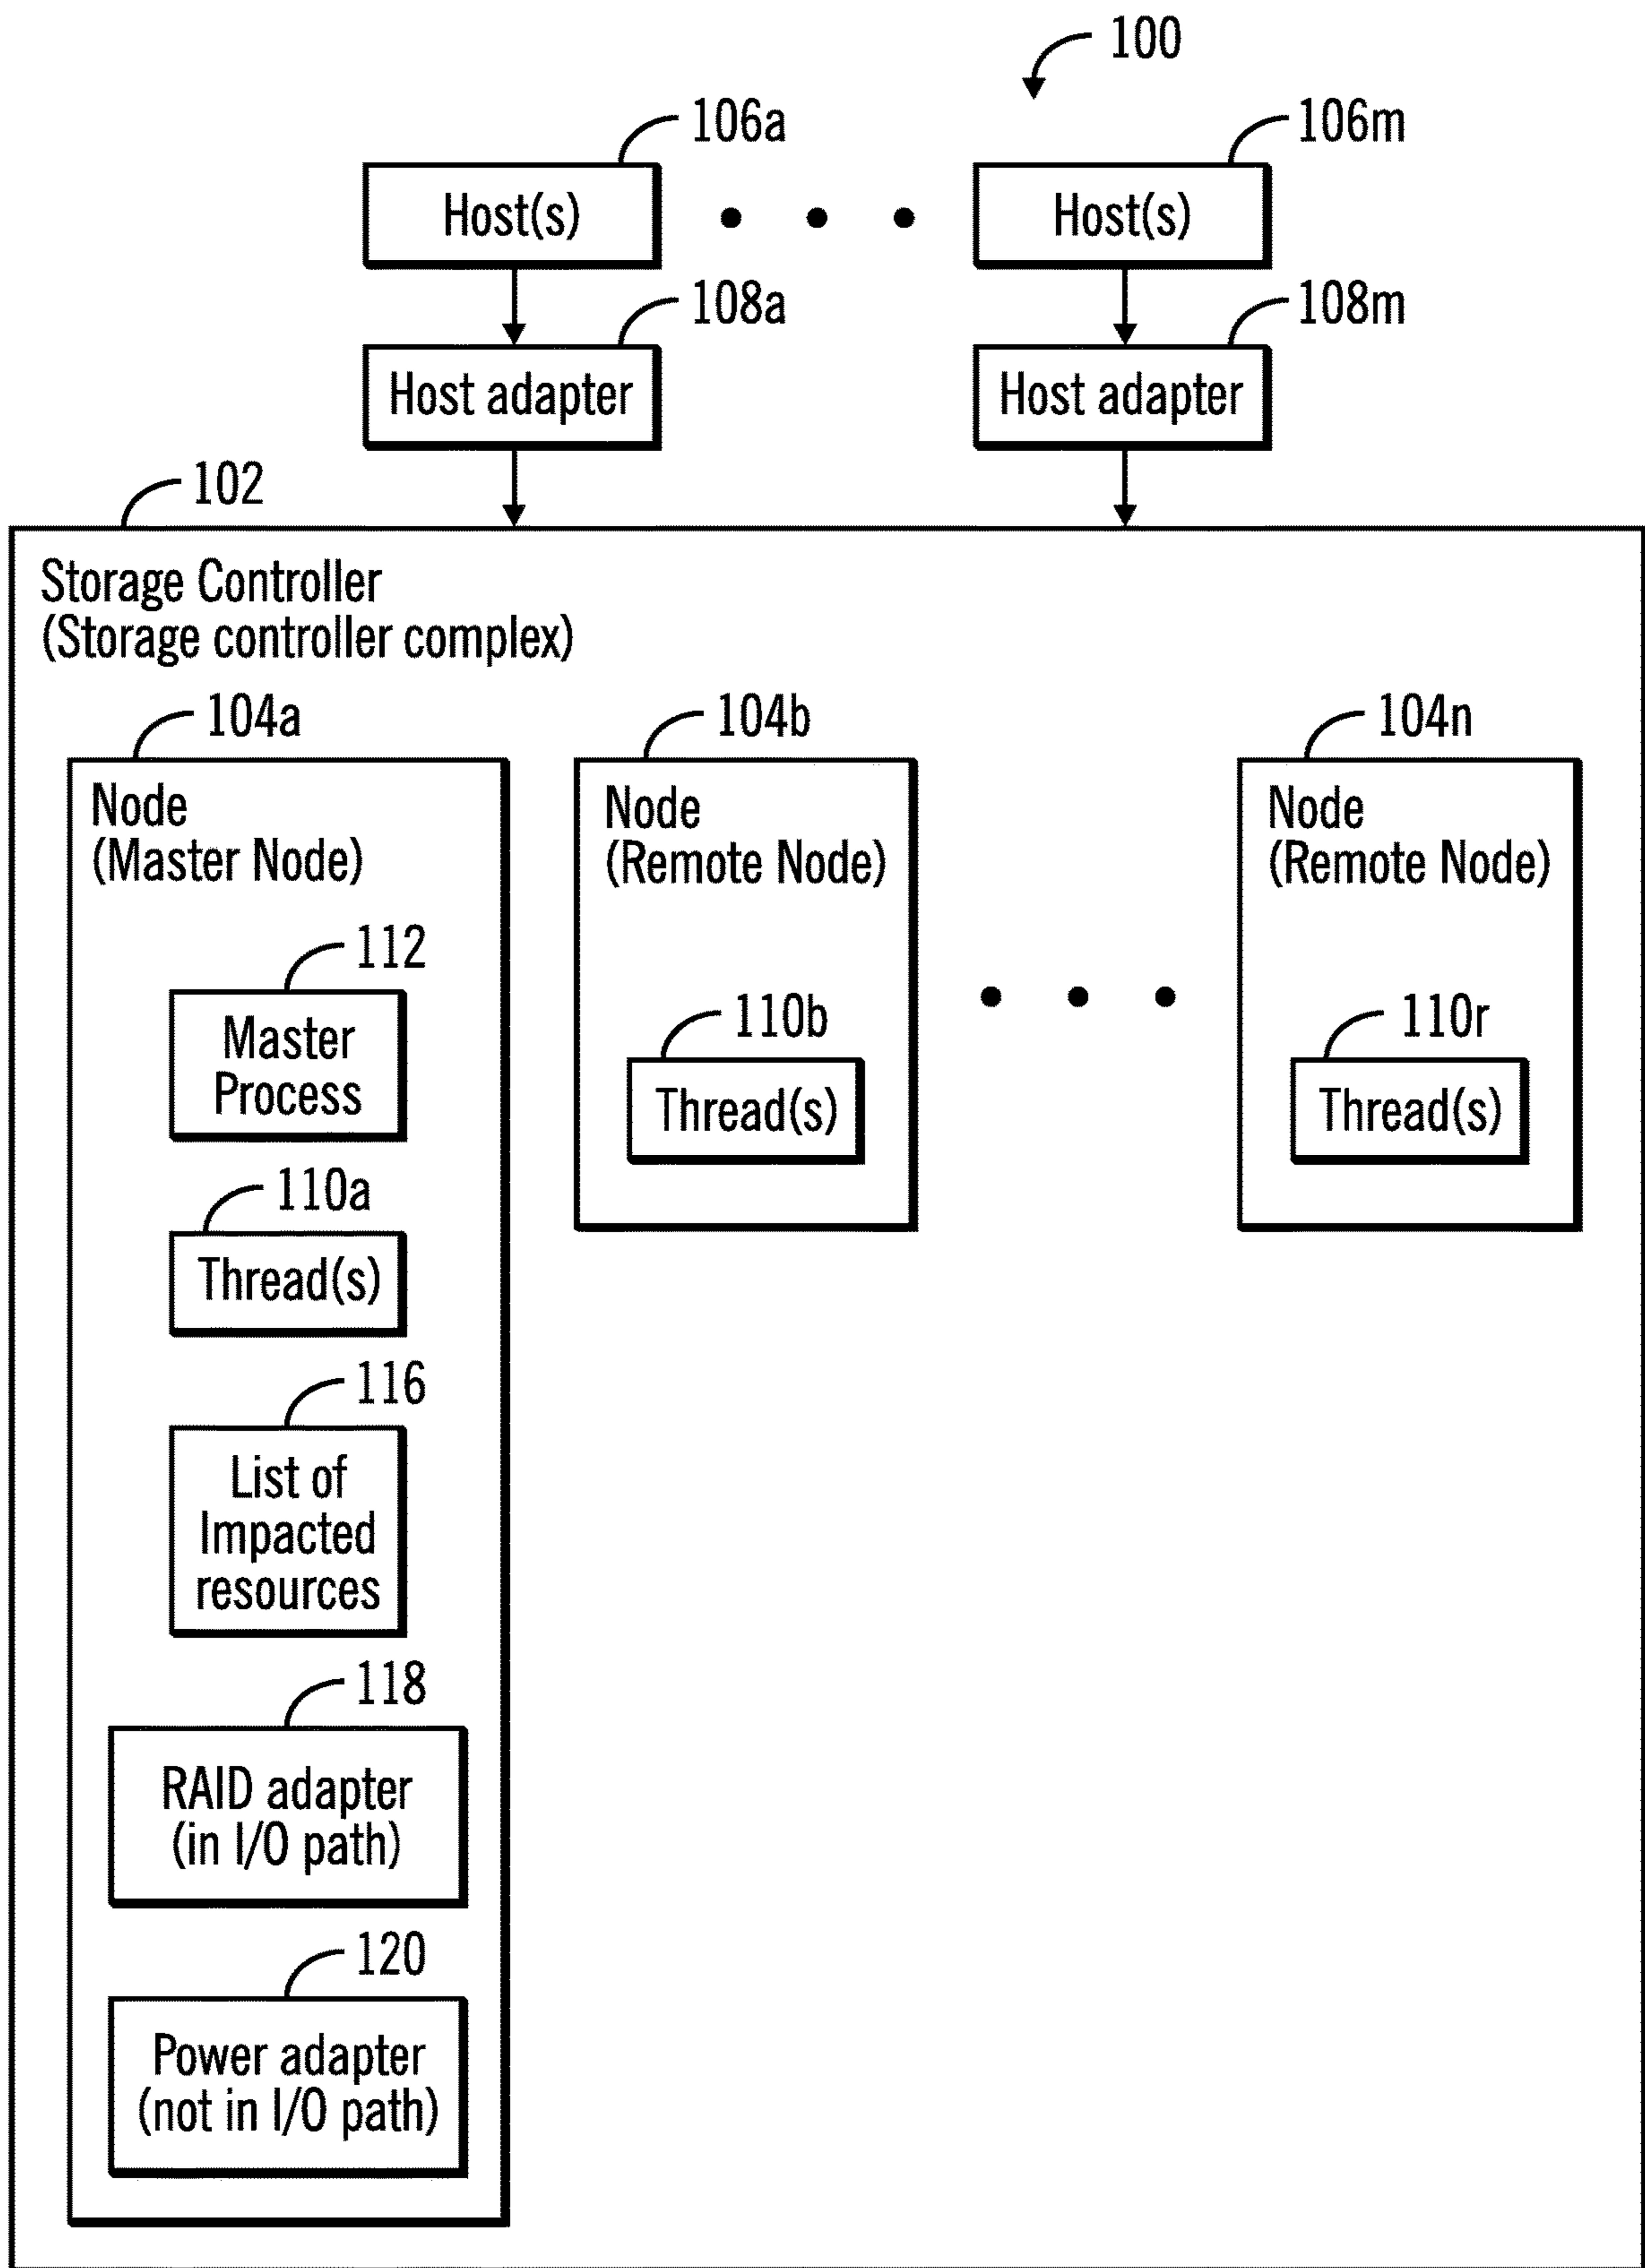 100
106a
106m
Host(s)
Host(s)
108a
108m
Host adapter
Host adapter
102
Storage Controller
(Storage controller complex)
104a
Node
(Master Node)
112
Master
Process
110a
Thread(s)
116
List of
Impacted
resources
118
RAID adapter
(in I/O path)
120
Power adapter
(not in I/O path)
104b
Node
(Remote Node)
110b
Thread(s)
104n
Node
(Remote Node)
110r
Thread(s)